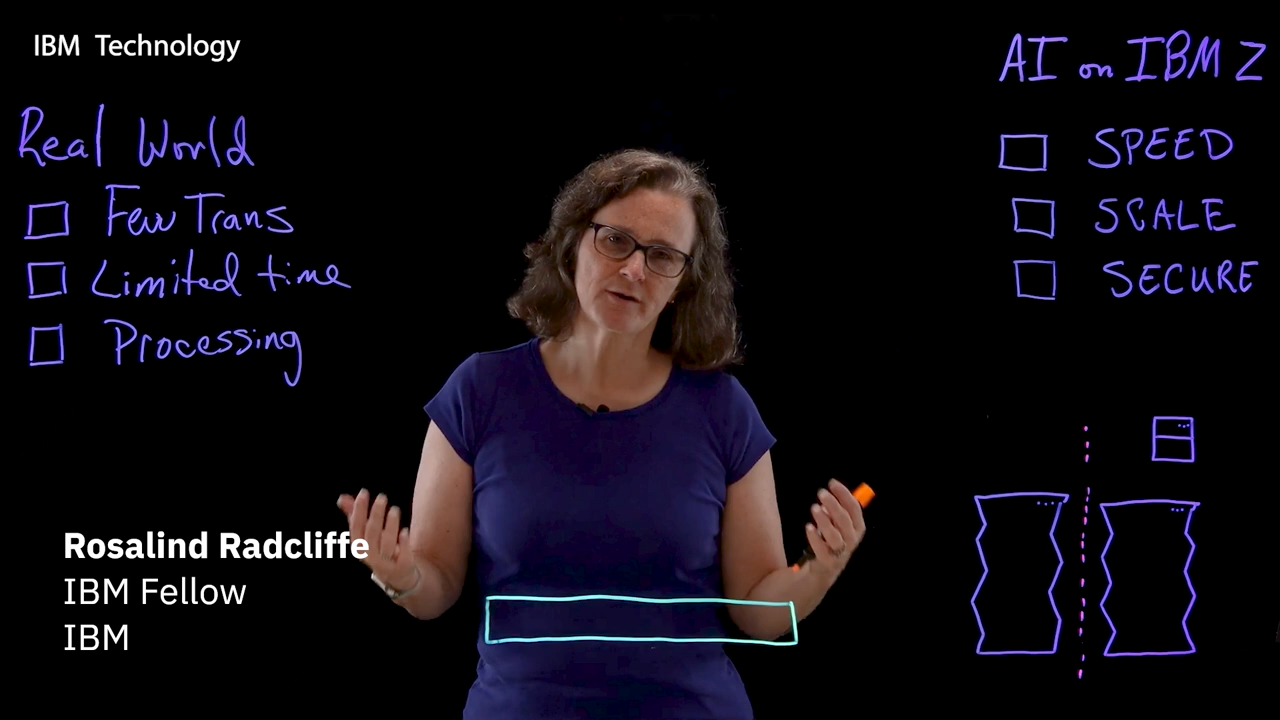 IBM Technology
Real World
Few Trans
Limited time
Processing
AI on IBM Z
SPEED
SCALE
SECURE
Rosalind Radcliffe
IBM Fellow
IBM